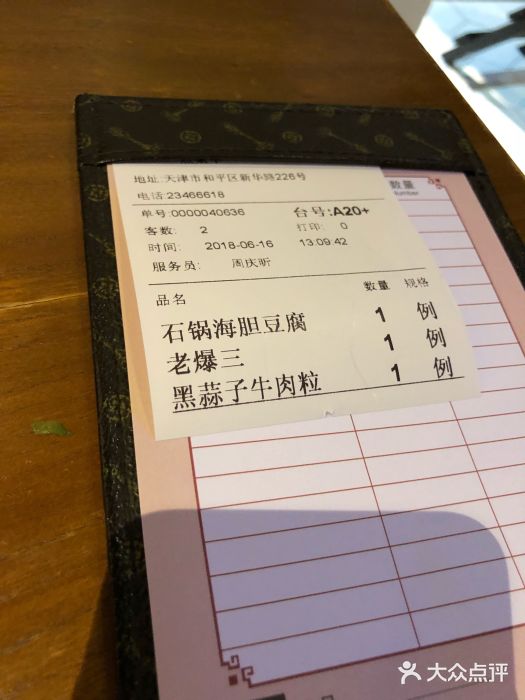 地址:天津市和平区新华路226号
电话:23466618
单号:0000040636 台号:A20+
客数: 2 打印: 0
时间: 2018-06-16 13:09:42
服务员: 周庆昕
品名 数量 规格
石锅海胆豆腐 1 例
老爆三 1 例
黑蒜子牛肉粒 1 例
数量
大众点评